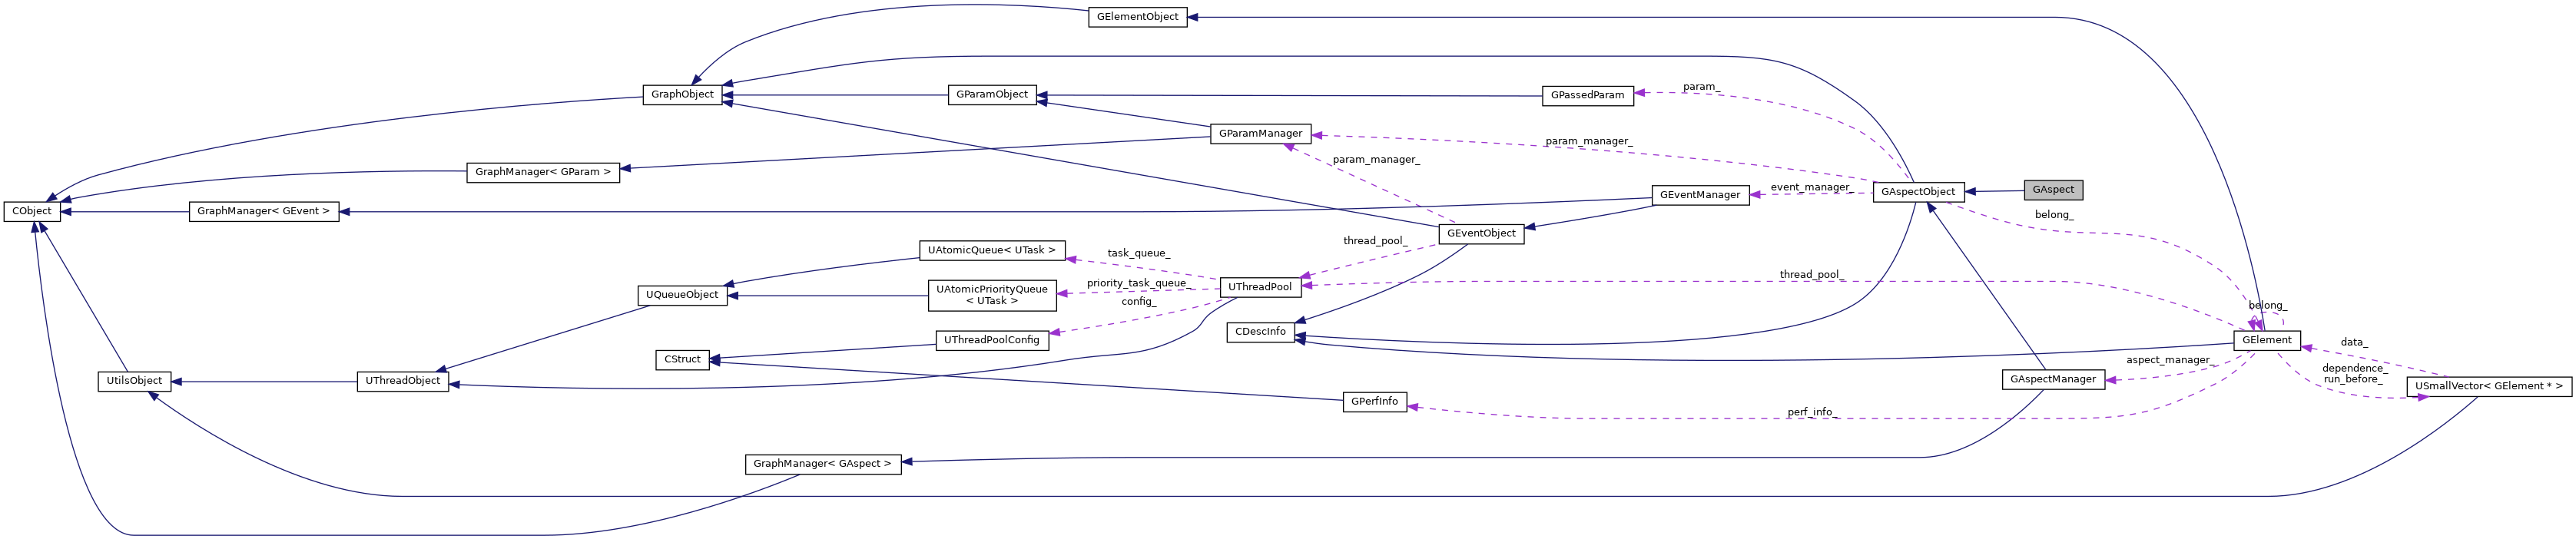 GElementObject
param_
GraphObject
GParamObject
GPassedParam
GParamManager
param_manager_
param_manager_
GraphManager< GParam >
event_manager_
GAspectObject
GAspect
GEventManager
CObject
GraphManager< GEvent >
belong_
GEventObject
thread_pool_
UAtomicQueue< UTask >
task_queue_
thread_pool_
priority_task_queue_
UThreadPool
UAtomicPriorityQueue
< UTask >
UQueueObject
config_
belong_
CDescInfo
UThreadPoolConfig
GElement
data_
CStruct
aspect_manager_
dependence_
run_before_
UtilsObject
UThreadObject
GAspectManager
USmallVector< GElement * >
GPerfInfo
perf_info_
GraphManager< GAspect >